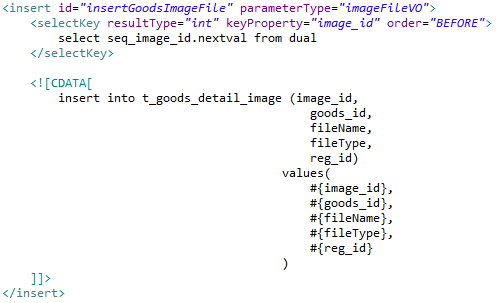 <insert id="insertGoodsImageFile" parameterType="imageFileVO">
<selectKey resultType="int" keyProperty="image_id" order="BEFORE">
select seq_image_id.nextval from dual
</selectKey>
<![CDATA[
insert into t_goods_detail_image (image_id,
goods_id,
fileName,
fileType,
reg_id)
values(
#{image_id},
#{goods_id},
#{fileName},
#{fileType},
#{reg_id}
)
]]>
</insert>